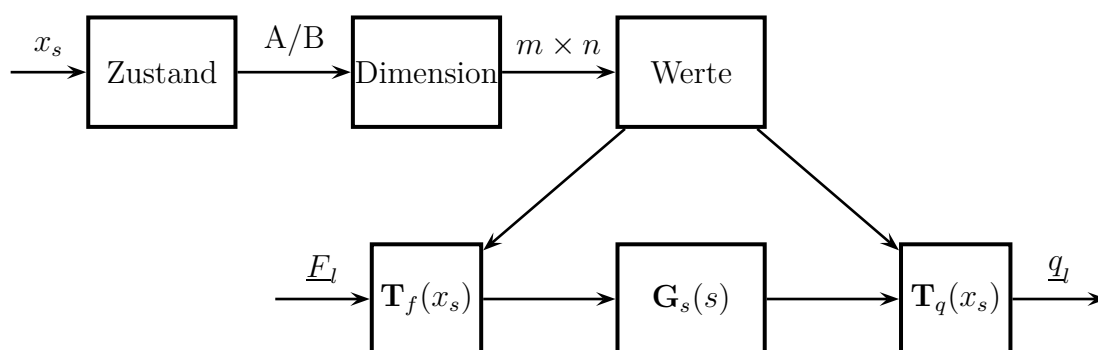 x_s
A/B
m × n
Zustand
Dimension
Werte
F_l
q_l
T_f(x_s)
G_s(s)
T_q(x_s)